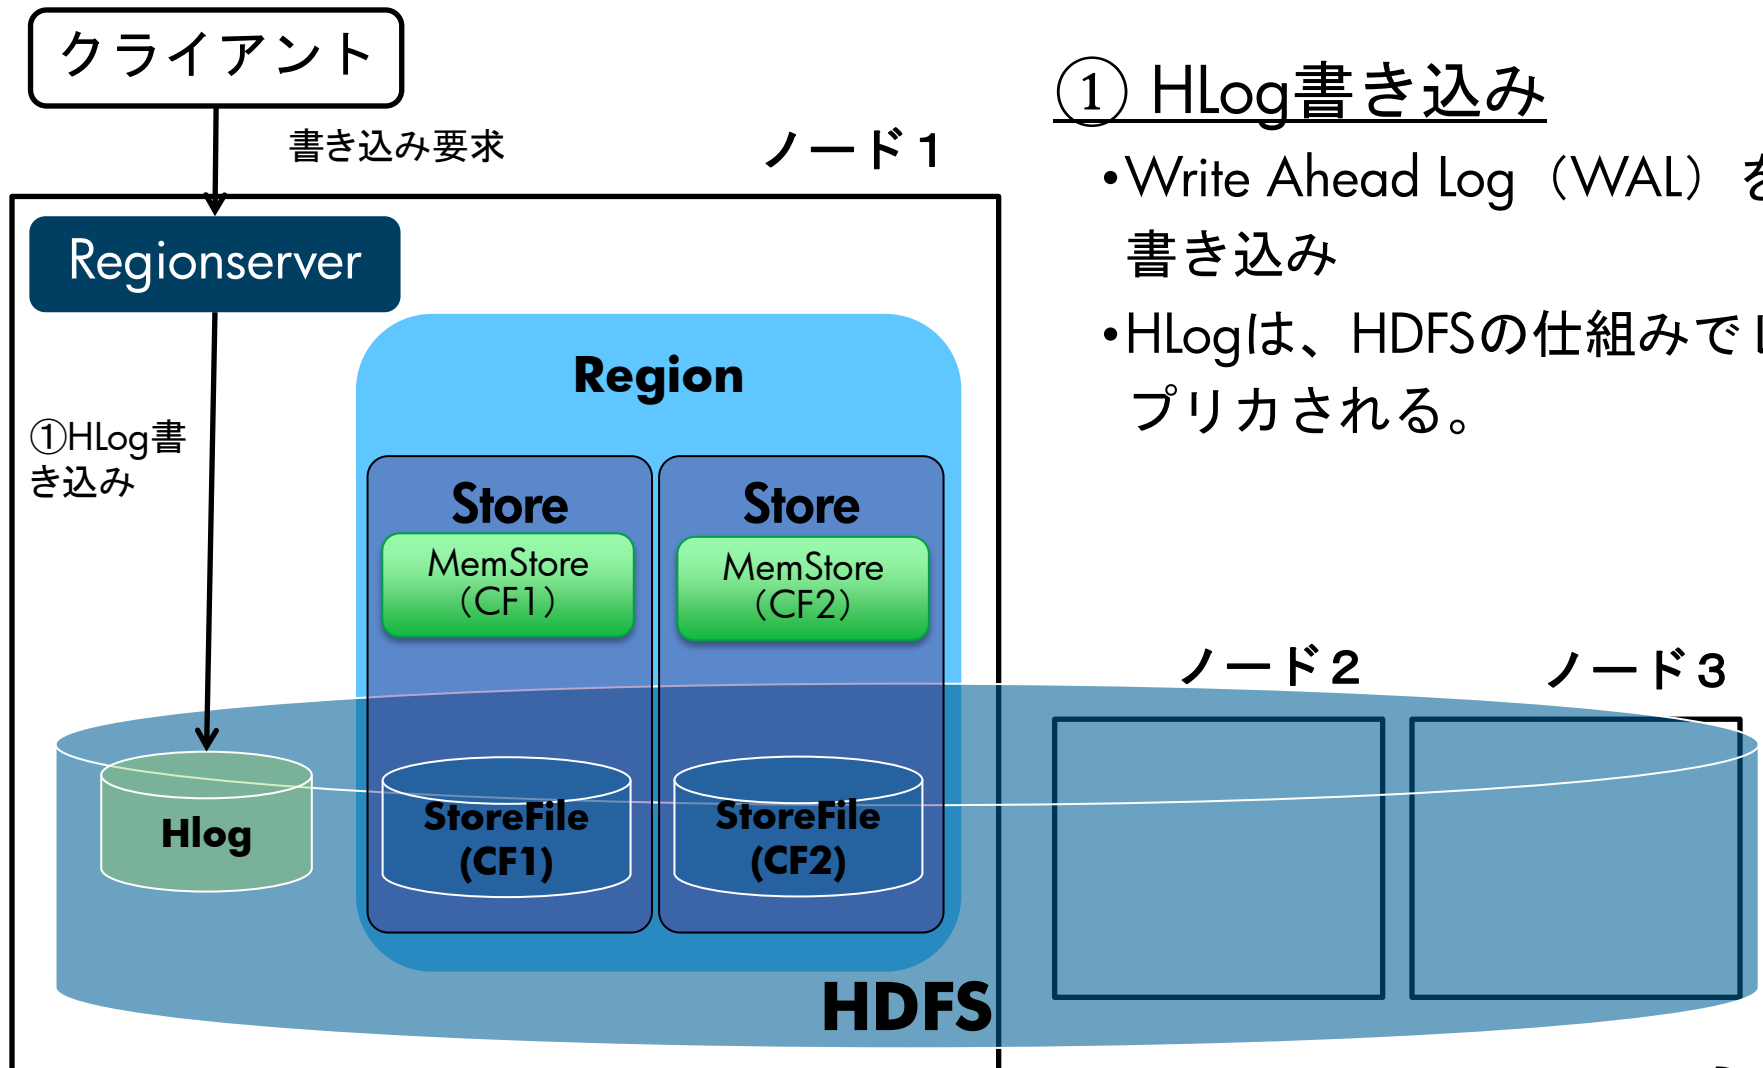 クライアント
書き込み要求
ノード１
Regionserver
①HLog書
き込み
Region
Store
MemStore
（CF1）
Store
MemStore
（CF2）
Hlog
StoreFile
(CF1)
StoreFile
(CF2)
HDFS
① HLog書き込み
•Write Ahead Log（WAL）を
書き込み
•HLogは、HDFSの仕組みでレ
プリカされる。
ノード２
ノード３